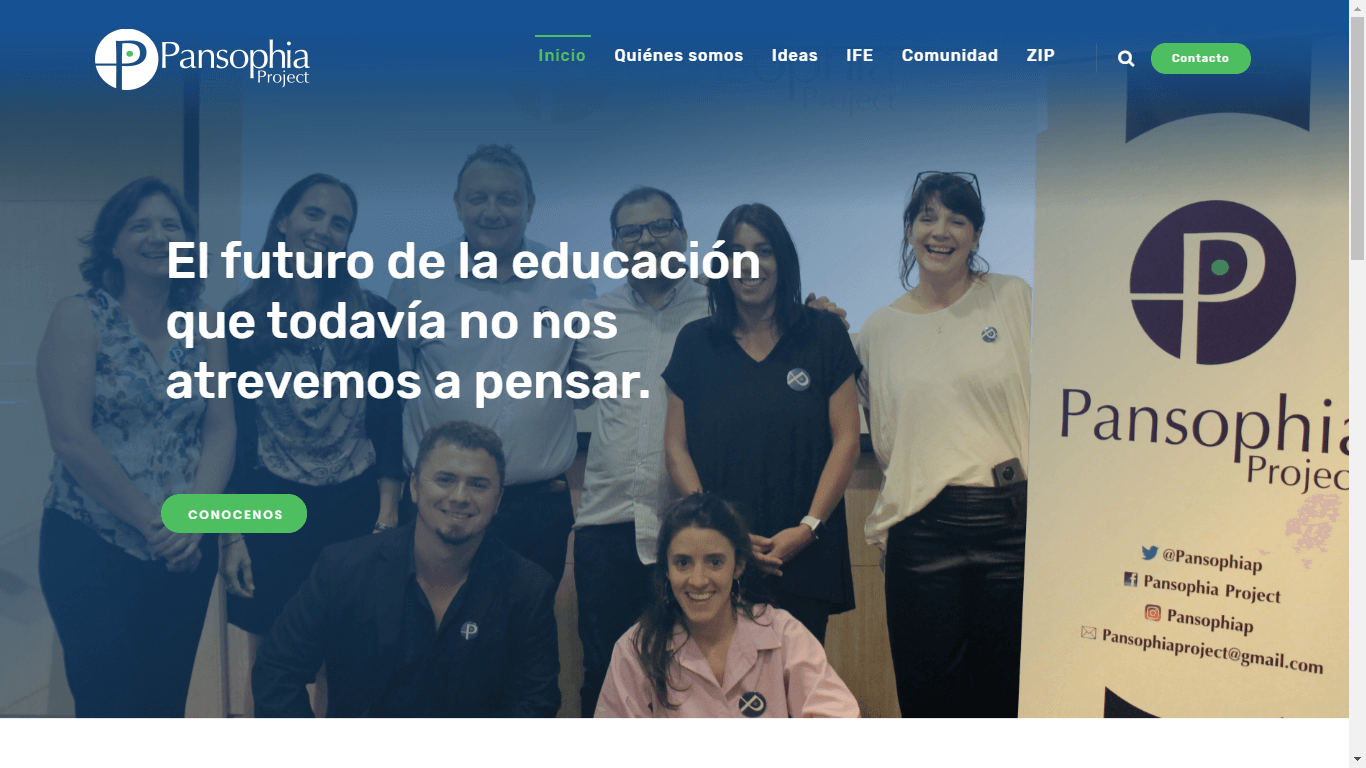 Pansophia
Project
Inicio
Quiénes somos
Ideas
IFE
Comunidad
ZIP
Contacto
El futuro de la educación
que todavía no nos
atrevemos a pensar.
CONOCENOS
Pansophia
Project
@Pansophiap
Pansophia Project
Pansophiap
Pansophiaproject@gmail.com